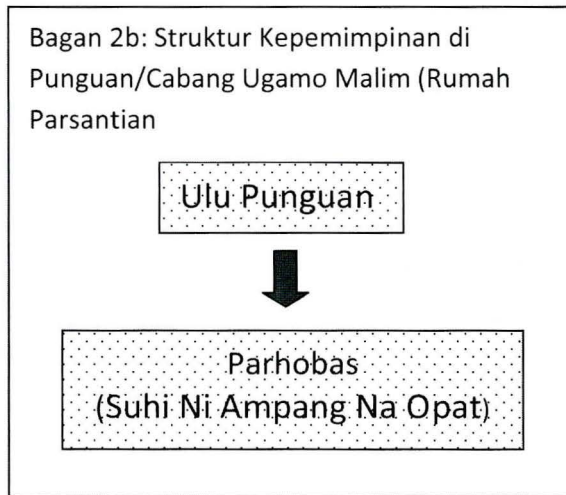 Bagan 2b: Struktur Kepemimpinan di
Punguan/Cabang Ugamo Malim (Rumah
Parsantian
Ulu Punguan
Parhobas
(Suhi Ni Ampang Na Opat)